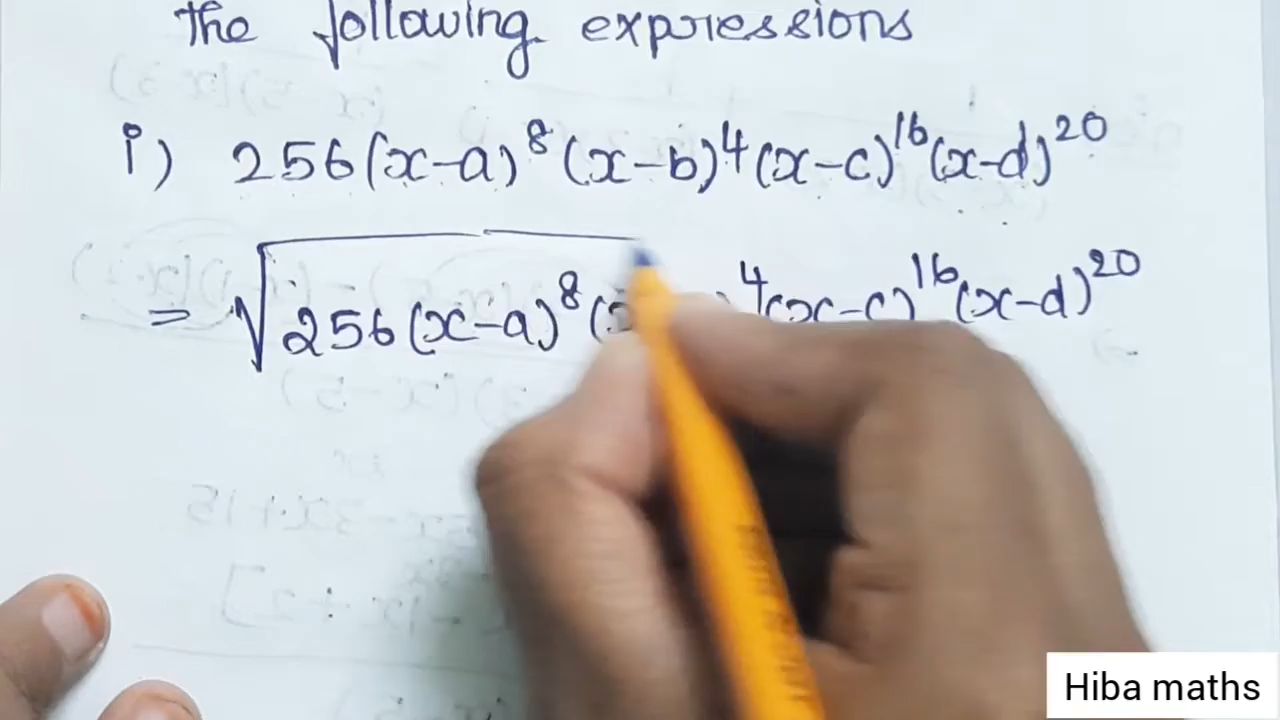 the following expressions
i) 256(x-a)⁸(x-b)⁴(x-c)¹⁶(x-d)²⁰
= √256(x-a)⁸(x ⁴(x-c)¹⁶(x-d)²⁰
Hiba maths